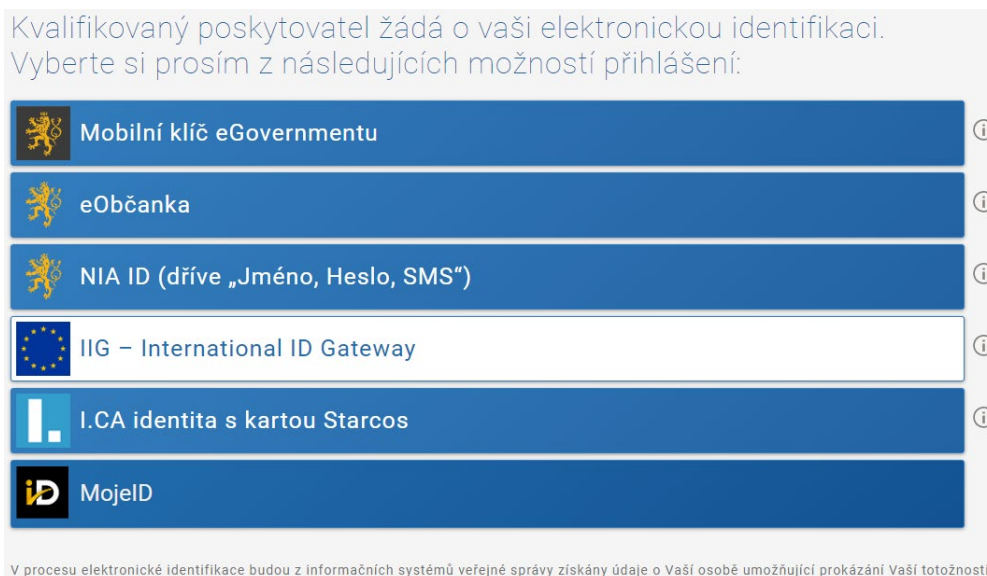 Kvalifikovaný poskytovatel žádá o vaši elektronickou identifikaci.
Vyberte si prosím z následujících možností přihlášení:
Mobilní klíč eGovernmentu
eObčanka
NIA ID (dříve „Jméno, Heslo, SMS“)
IIG – International ID Gateway
I.CA identita s kartou Starcos
MojeID
V procesu elektronické identifikace budou z informačních systémů veřejné správy získány údaje o Vaší osobě umožňující prokázání Vaší totožnosti